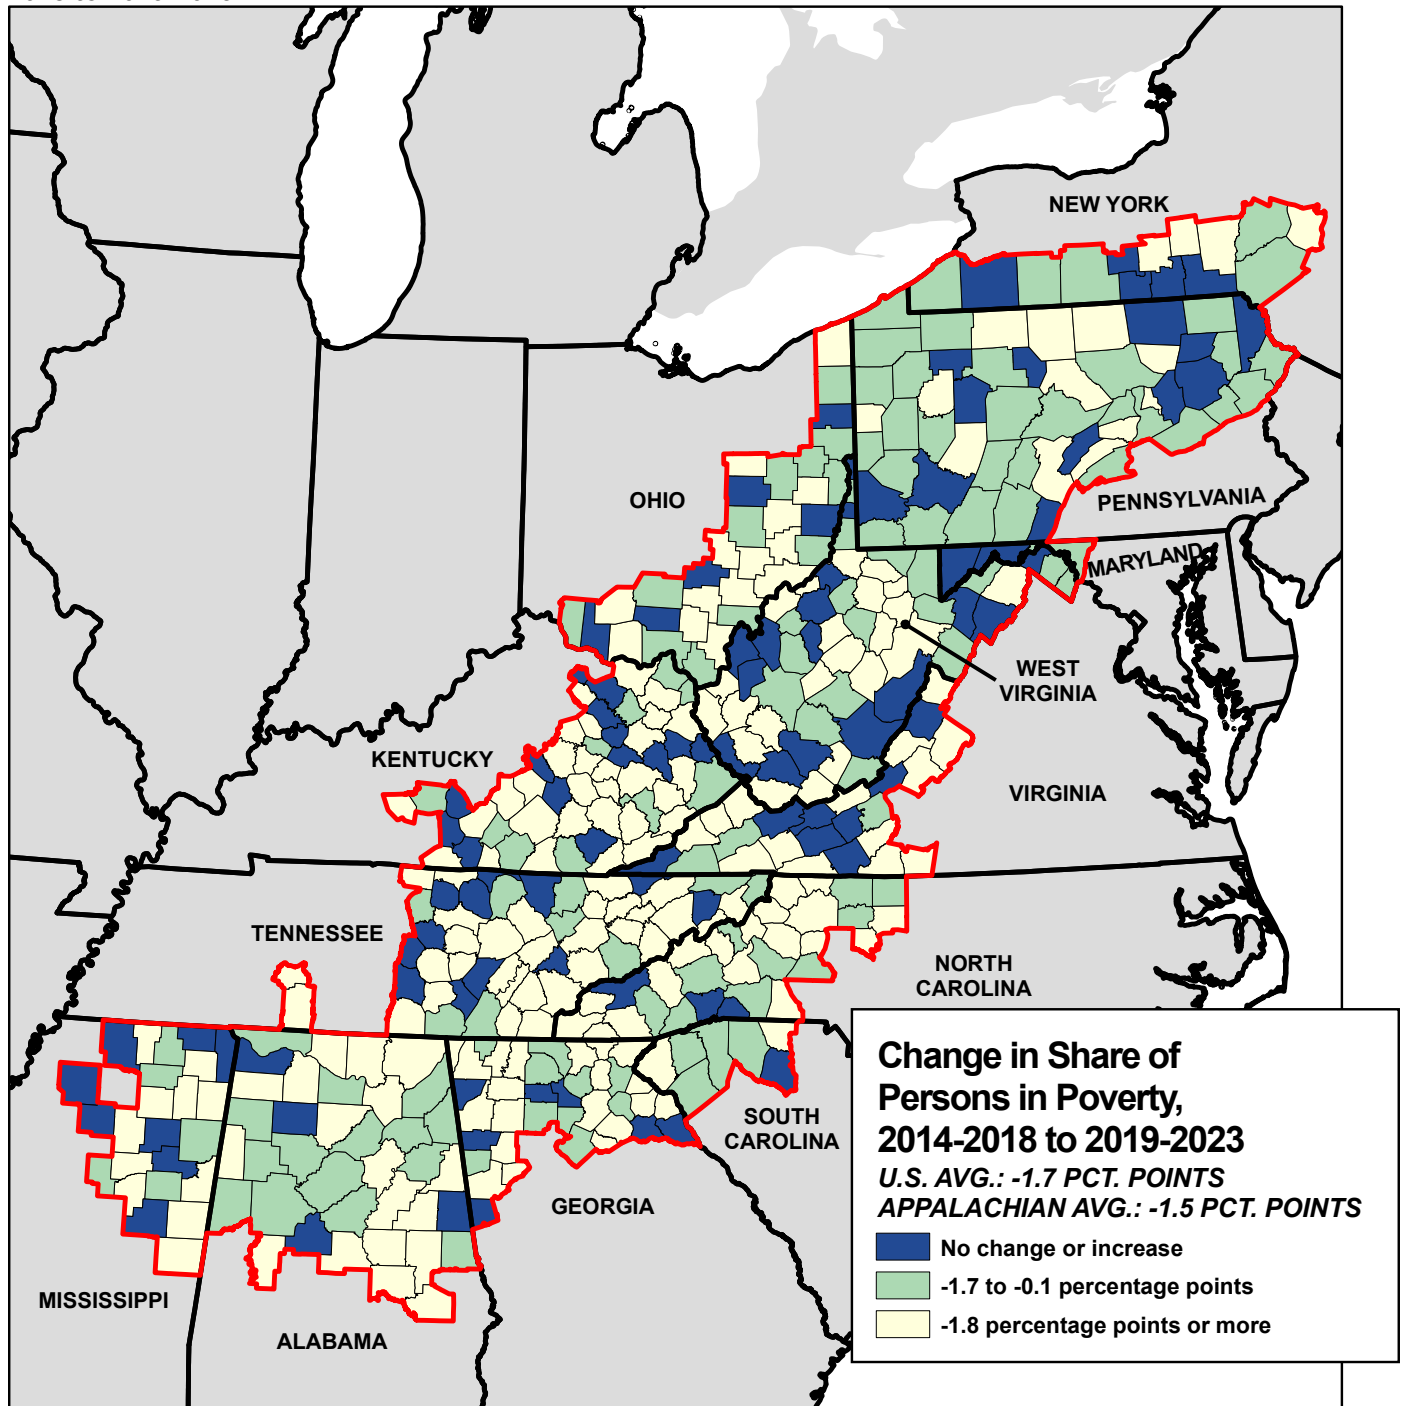 NEW YORK
OHIO
PENNSYLVANIA
MARYLAND
WEST
VIRGINIA
KENTUCKY
VIRGINIA
TENNESSEE
NORTH
CAROLINA
SOUTH
CAROLINA
GEORGIA
MISSISSIPPI
ALABAMA
Change in Share of
Persons in Poverty,
2014-2018 to 2019-2023
U.S. AVG.: -1.7 PCT. POINTS
APPALACHIAN AVG.: -1.5 PCT. POINTS
No change or increase
-1.7 to -0.1 percentage points
-1.8 percentage points or more